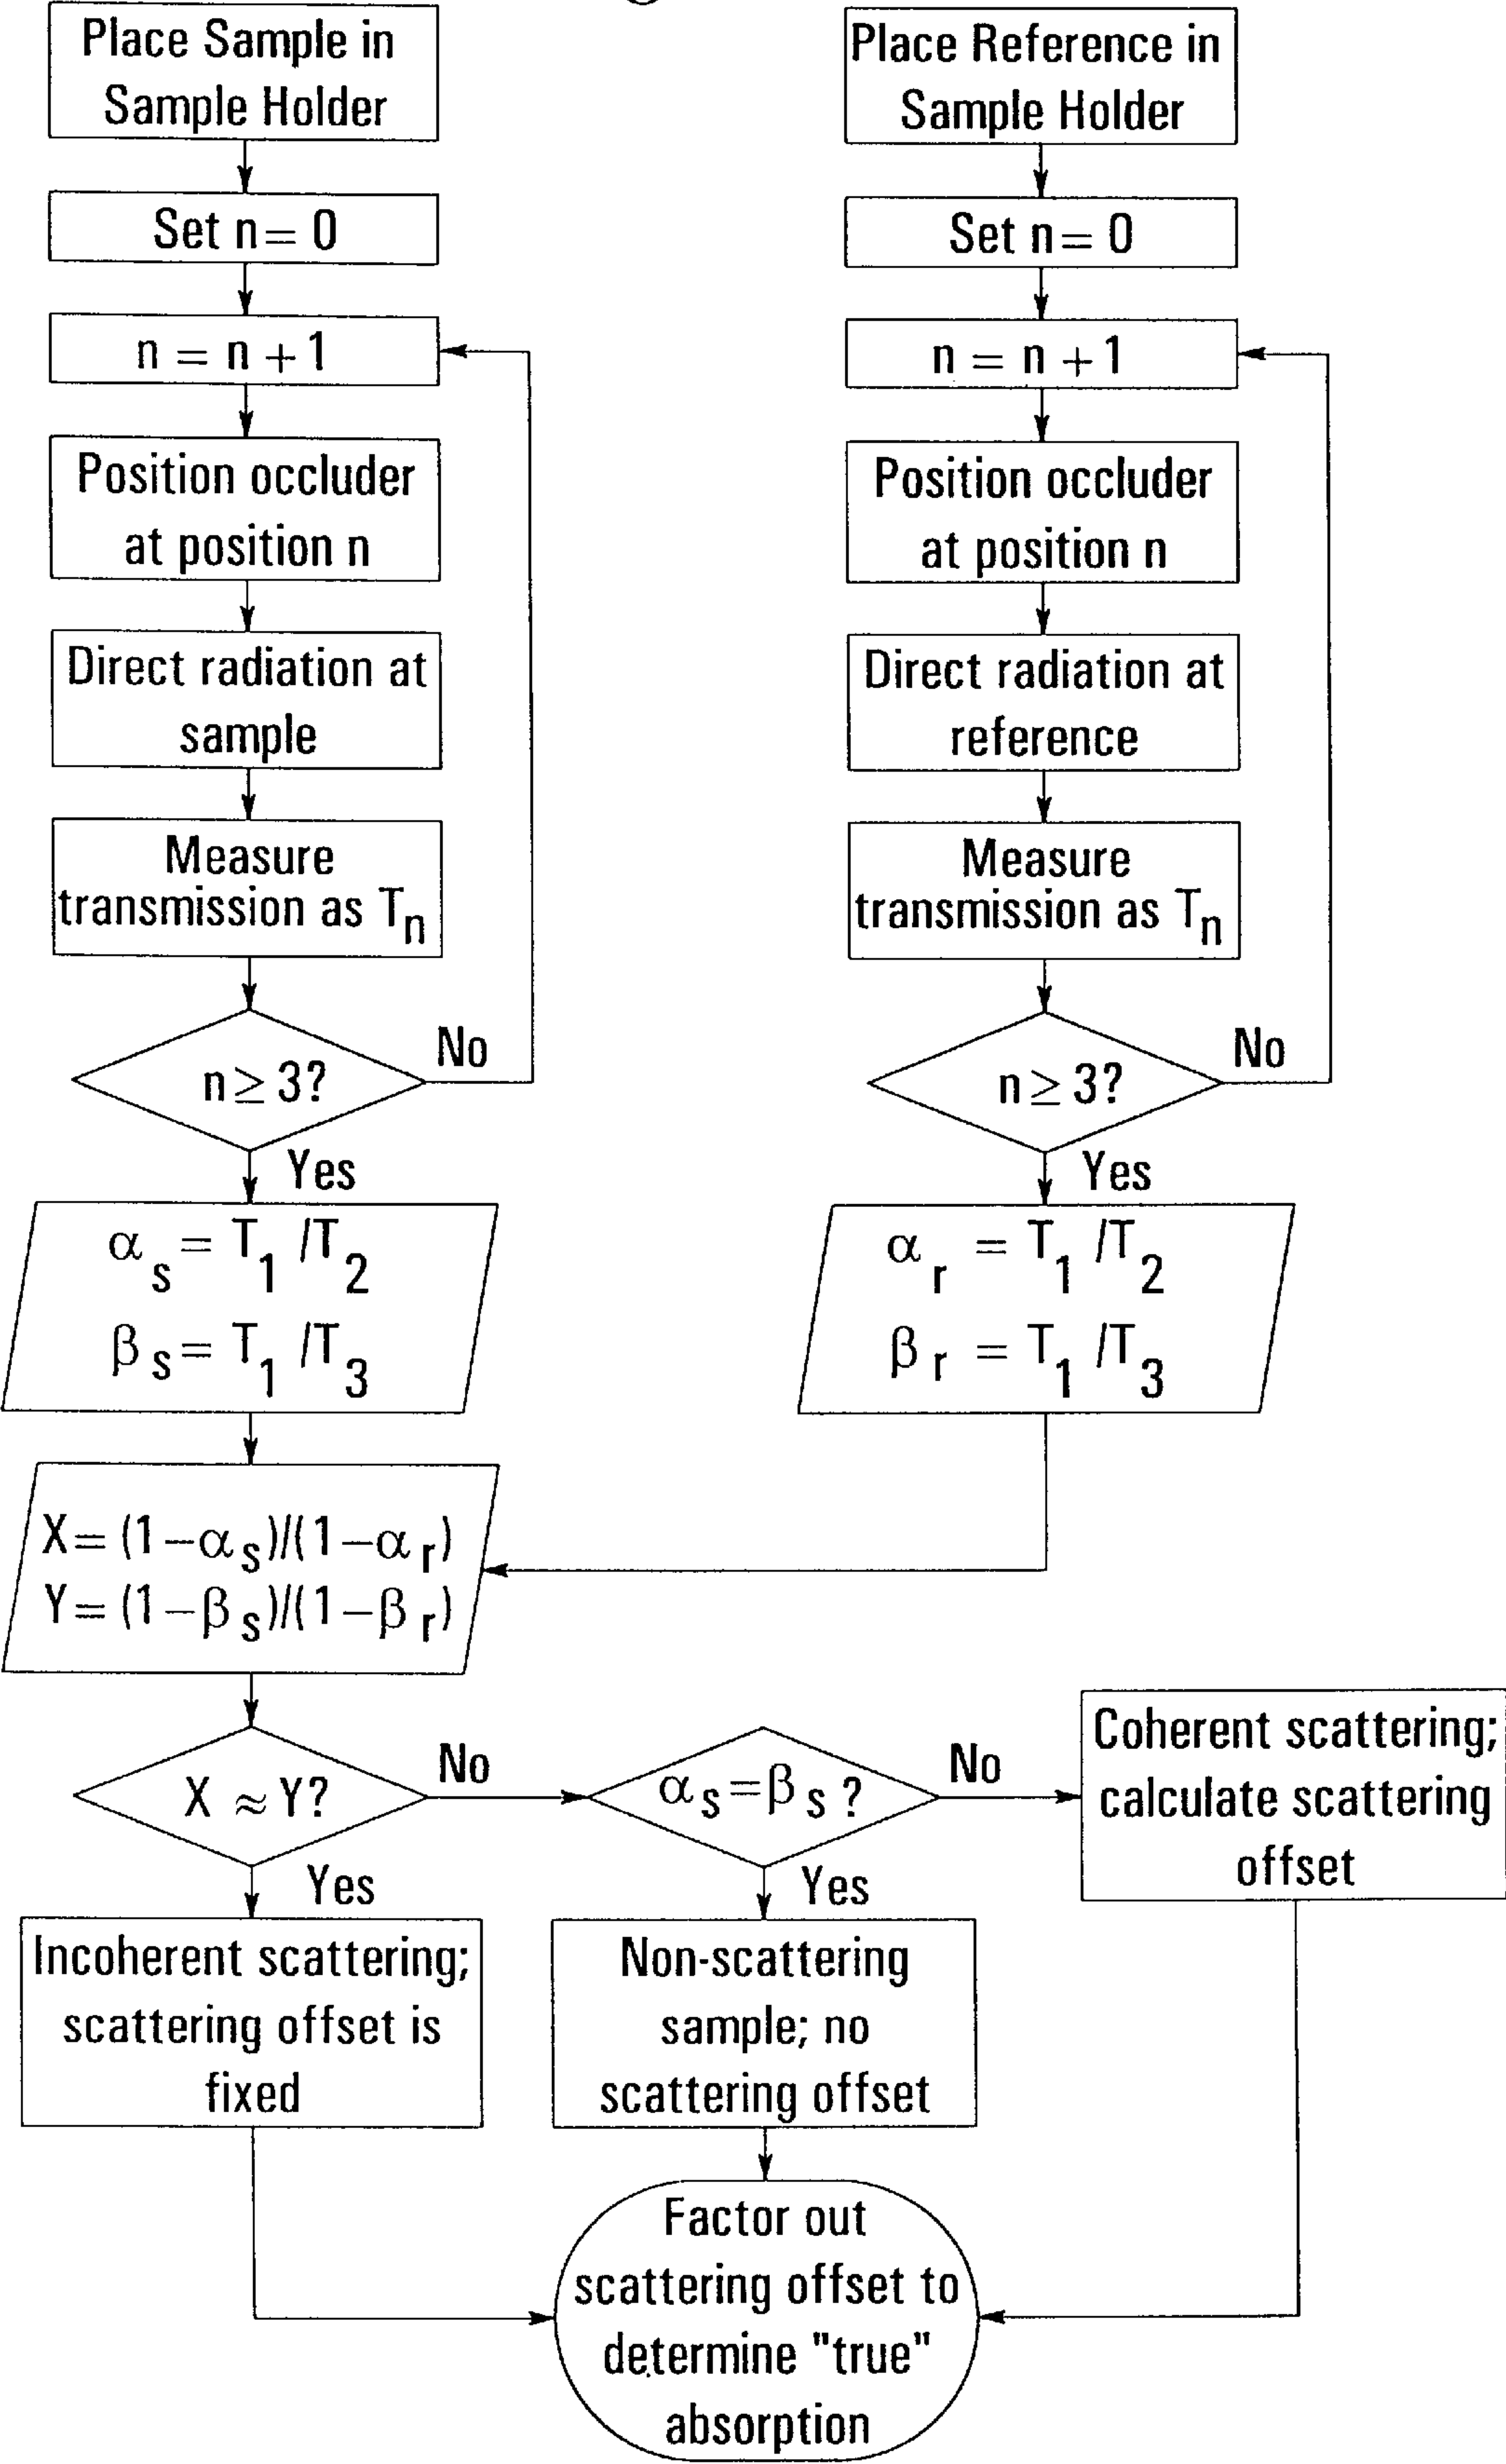 Place Sample in
Sample Holder
Set n = 0
n = n + 1
Position occluder
at position n
Direct radiation at
sample
Measure
transmission as Tn
n ≥ 3?
No
Yes
αs = T1 /T2
βs = T1 /T3
Place Reference in
Sample Holder
Set n = 0
n = n + 1
Position occluder
at position n
Direct radiation at
reference
Measure
transmission as Tn
n ≥ 3?
No
Yes
αr = T1 /T2
βr = T1 /T3
X = (1 – αs)/(1 – αr)
Y = (1 – βs)/(1 – βr)
X ≈ Y?
No
Yes
αs = βs ?
No
Yes
Coherent scattering;
calculate scattering
offset
Incoherent scattering;
scattering offset is
fixed
Non-scattering
sample; no
scattering offset
Factor out
scattering offset to
determine "true"
absorption